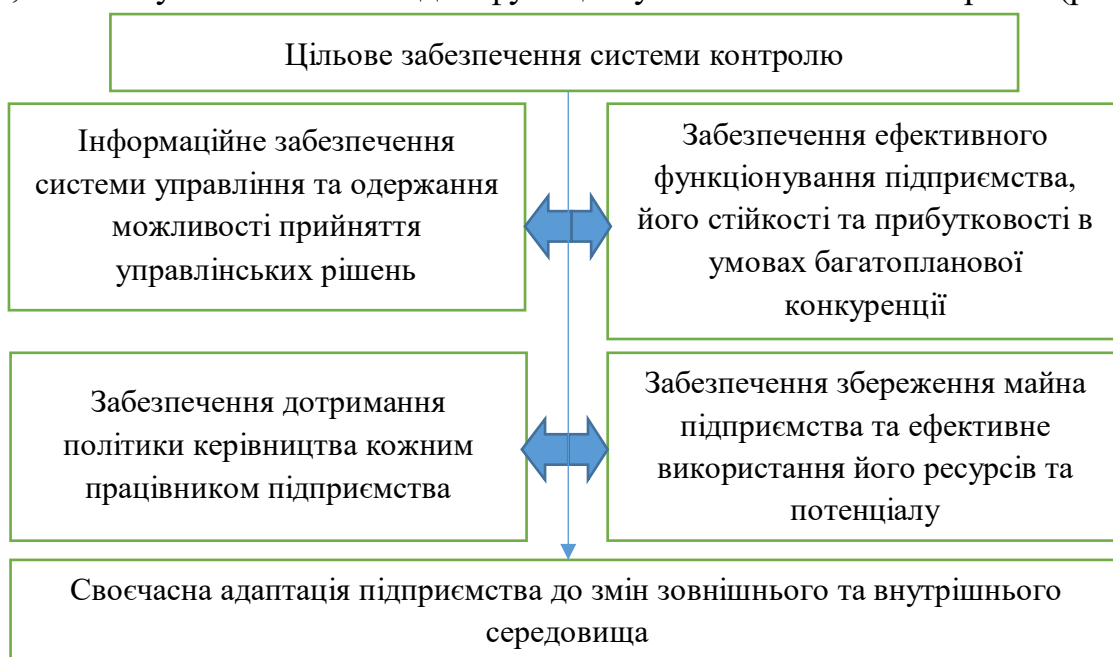 Цільове забезпечення системи контролю
Інформаційне забезпечення
системи управління та одержання
можливості прийняття
управлінських рішень
Забезпечення ефективного
функціонування підприємства,
його стійкості та прибутковості в
умовах багатопланової
конкуренції
Забезпечення дотримання
політики керівництва кожним
працівником підприємства
Забезпечення збереження майна
підприємства та ефективне
використання його ресурсів та
потенціалу
Своєчасна адаптація підприємства до змін зовнішнього та внутрішнього
середовища